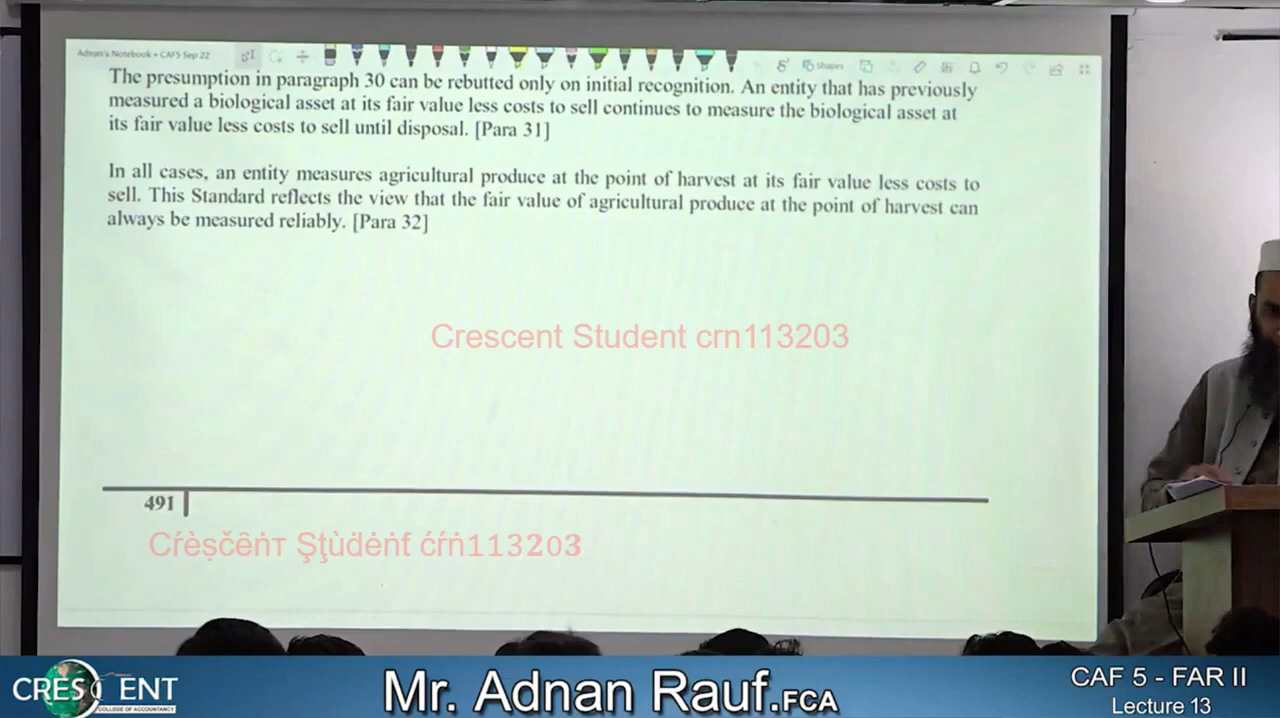 Adnan's Notebook • CAF5 Sep 22
Shapes
The presumption in paragraph 30 can be rebutted only on initial recognition. An entity that has previously
measured a biological asset at its fair value less costs to sell continues to measure the biological asset at
its fair value less costs to sell until disposal. [Para 31]
In all cases, an entity measures agricultural produce at the point of harvest at its fair value less costs to
sell. This Standard reflects the view that the fair value of agricultural produce at the point of harvest can
always be measured reliably. [Para 32]
Crescent Student crn113203
491
Cŕèșčêṅт Şţùḋėṅť ćŕṅ113203
CRESCENT
COLLEGE OF ACCOUNTANCY
Mr. Adnan Rauf.FCA
CAF 5 - FAR II
Lecture 13